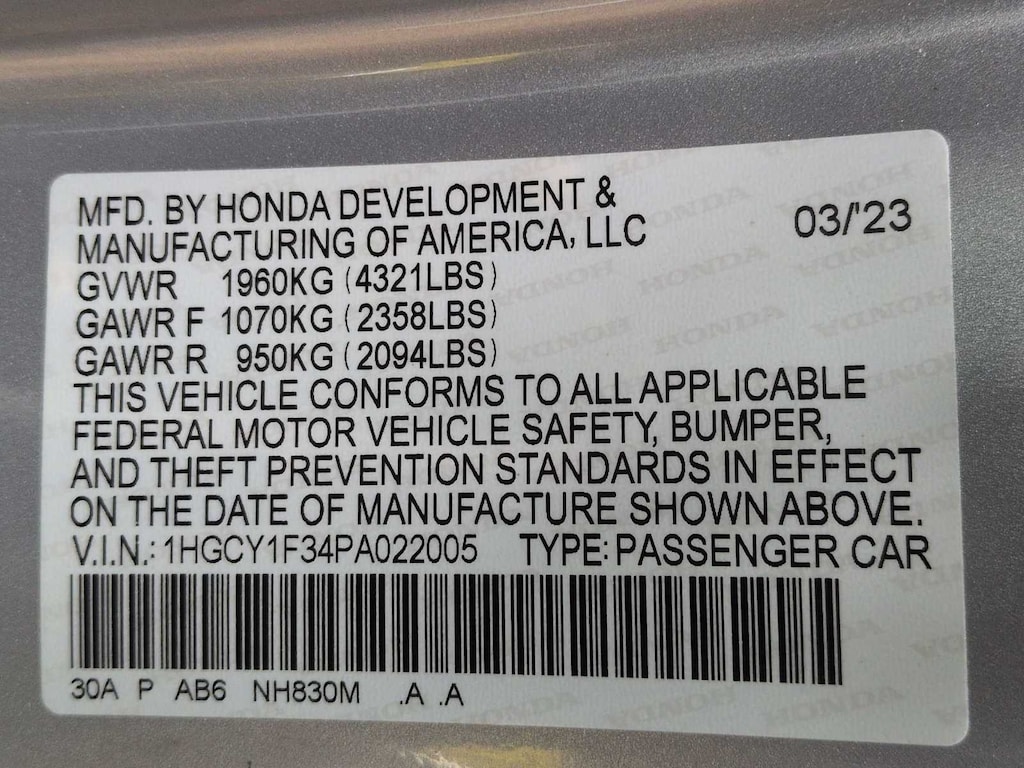 MFD. BY HONDA DEVELOPMENT &
MANUFACTURING OF AMERICA, LLC
03/'23
GVWR 1960KG (4321LBS)
GAWR F 1070KG (2358LBS)
GAWR R 950KG (2094LBS)
THIS VEHICLE CONFORMS TO ALL APPLICABLE
FEDERAL MOTOR VEHICLE SAFETY, BUMPER,
AND THEFT PREVENTION STANDARDS IN EFFECT
ON THE DATE OF MANUFACTURE SHOWN ABOVE.
V.I.N.: 1HGCY1F34PA022005 TYPE: PASSENGER CAR
30A P AB6 NH830M .A .A